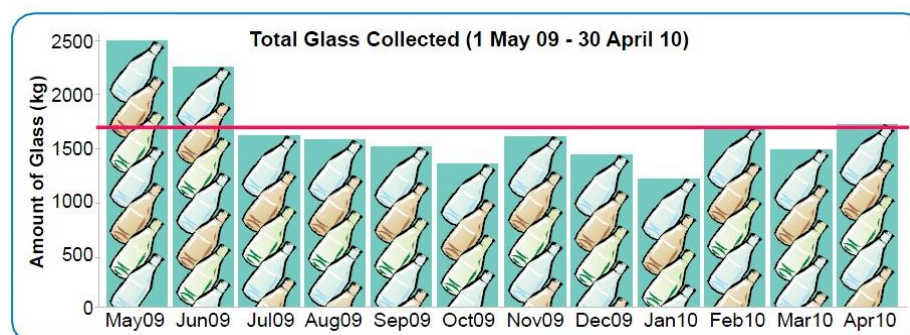 Total Glass Collected (1 May 09 - 30 April 10)
Amount of Glass (kg)
2500
2000
1500
1000
500
0
May09 Jun09 Jul09 Aug09 Sep09 Oct09 Nov09 Dec09 Jan10 Feb10 Mar10 Apr10